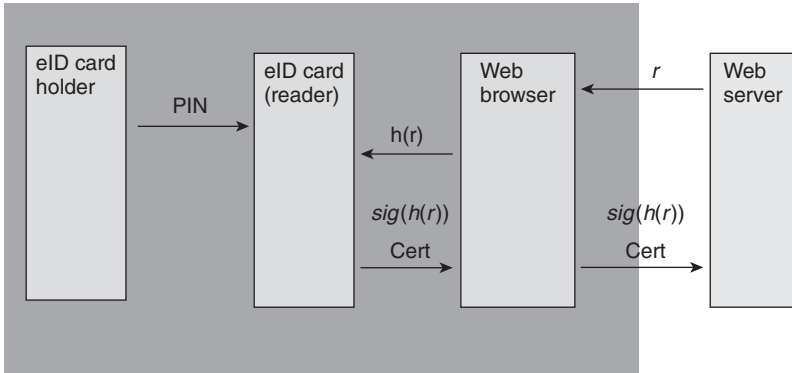 eID card
holder
eID card
(reader)
Web
browser
Web
server
r
PIN
h(r)
sig(h(r))
Cert
sig(h(r))
Cert